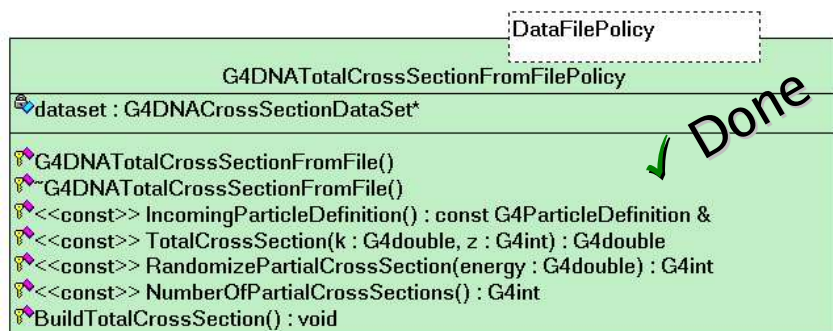 DataFilePolicy
G4DNATotalCrossSectionFromFilePolicy
dataset : G4DNACrossSectionDataSet*
✓ Done
G4DNATotalCrossSectionFromFile()
~G4DNATotalCrossSectionFromFile()
<<const>> IncomingParticleDefinition() : const G4ParticleDefinition &
<<const>> TotalCrossSection(k : G4double, z : G4int) : G4double
<<const>> RandomizePartialCrossSection(energy : G4double) : G4int
<<const>> NumberOfPartialCrossSections() : G4int
BuildTotalCrossSection() : void